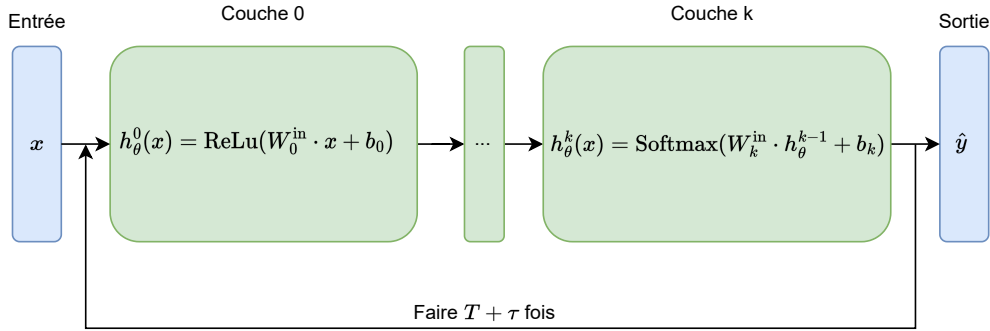 Entrée
Couche 0
Couche k
Sortie
x
h_θ^0(x) = ReLu(W_0^in · x + b_0)
...
h_θ^k(x) = Softmax(W_k^in · h_θ^{k-1} + b_k)
ŷ
Faire T + τ fois